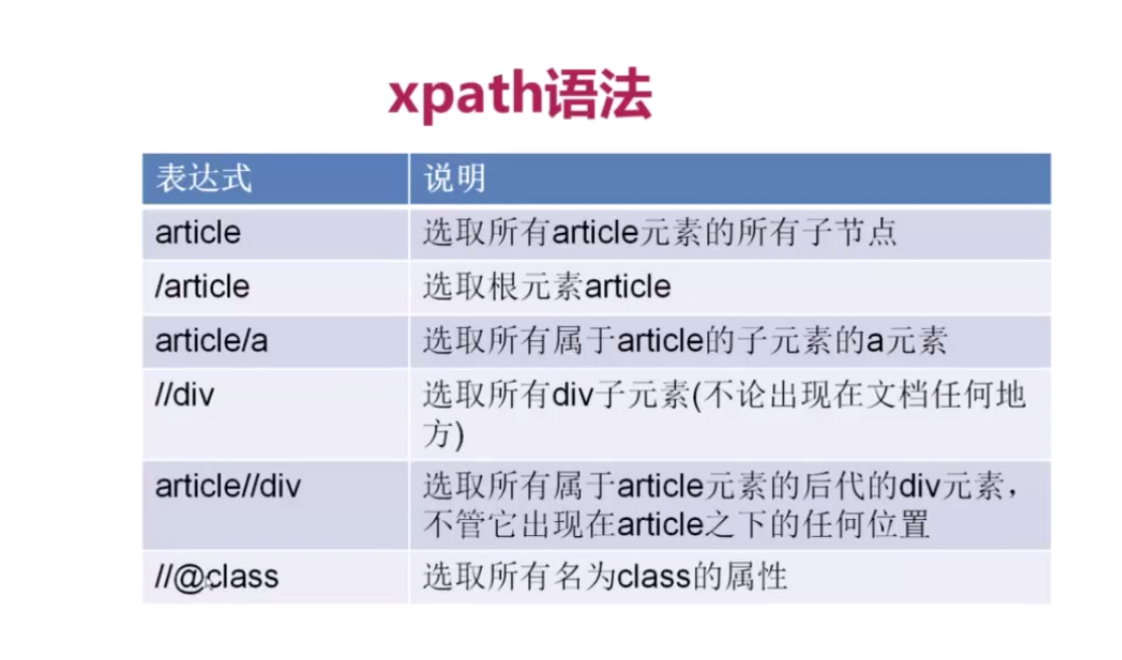 xpath语法
表达式 说明
article 选取所有article元素的所有子节点
/article 选取根元素article
article/a 选取所有属于article的子元素的a元素
//div 选取所有div子元素(不论出现在文档任何地
方)
article//div 选取所有属于article元素的后代的div元素，
不管它出现在article之下的任何位置
//@class 选取所有名为class的属性